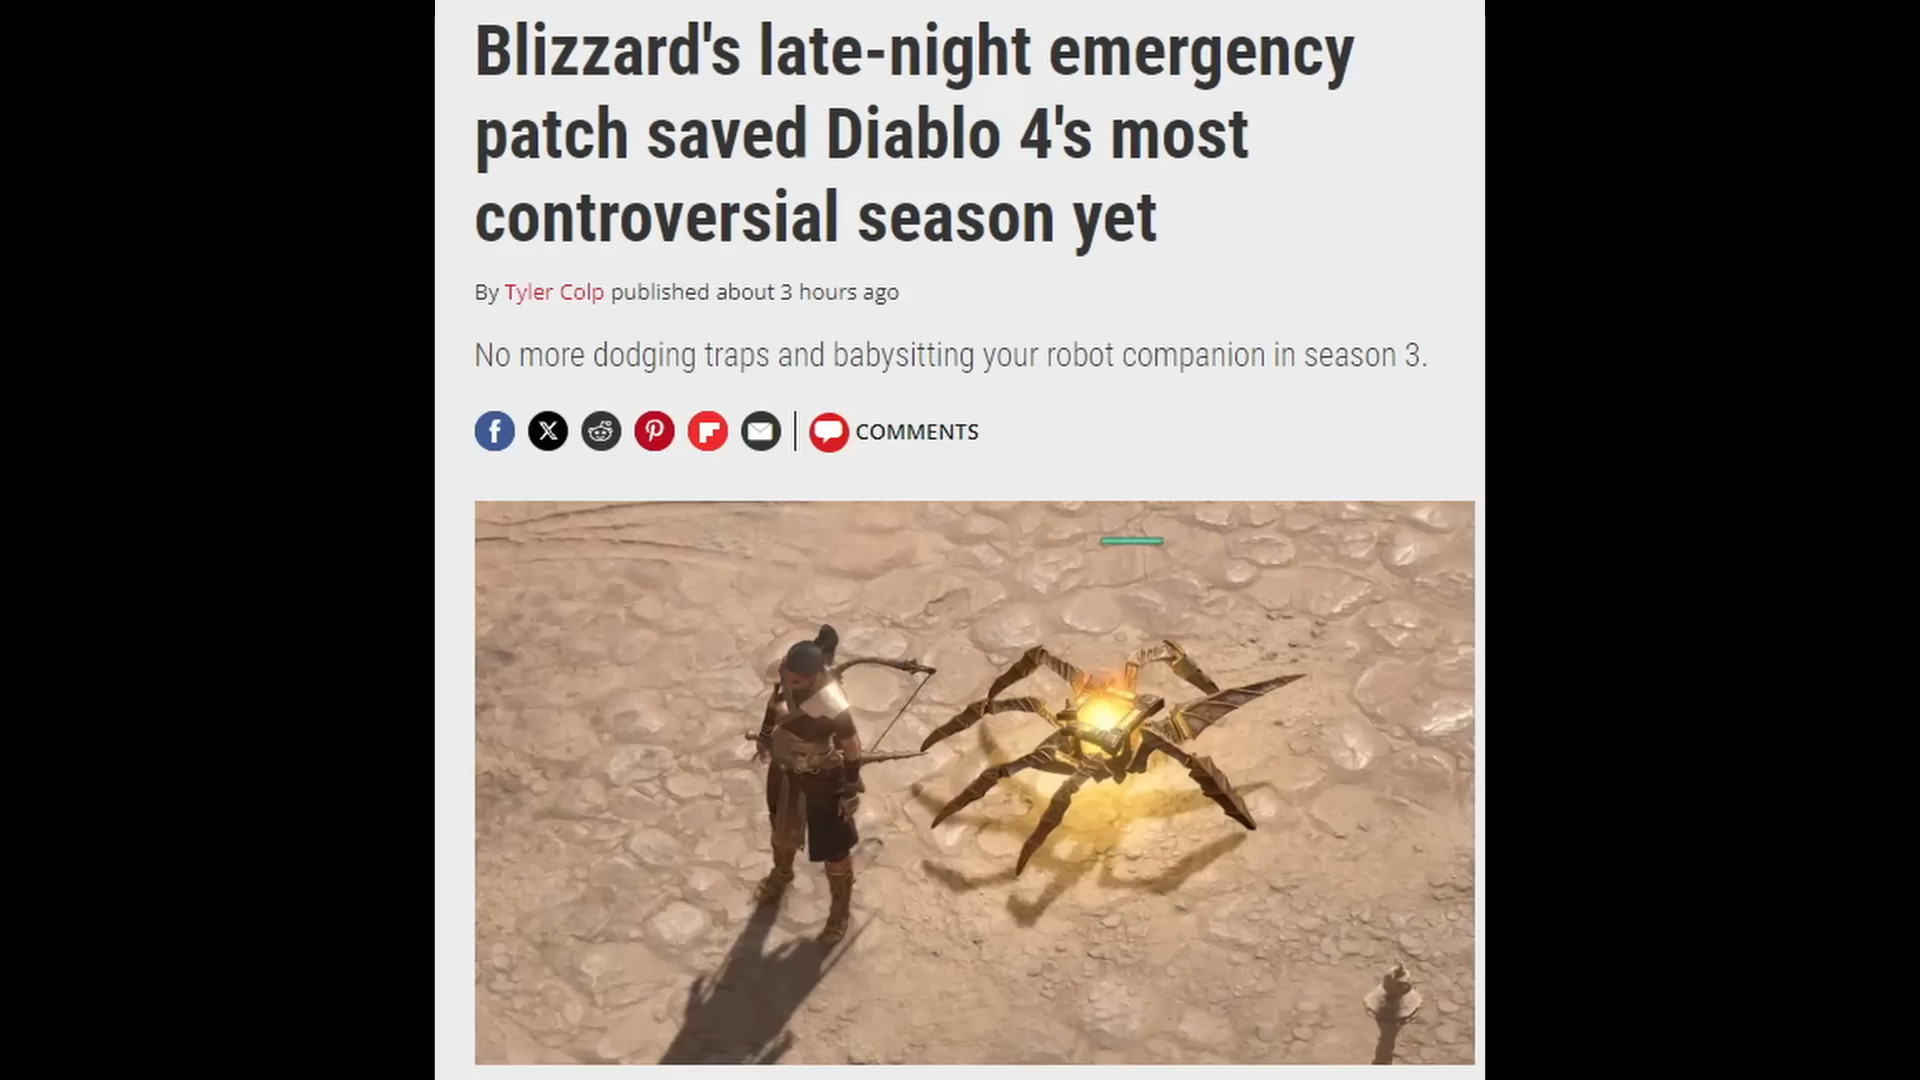 Blizzard's late-night emergency
patch saved Diablo 4's most
controversial season yet
By Tyler Colp published about 3 hours ago
No more dodging traps and babysitting your robot companion in season 3.
COMMENTS